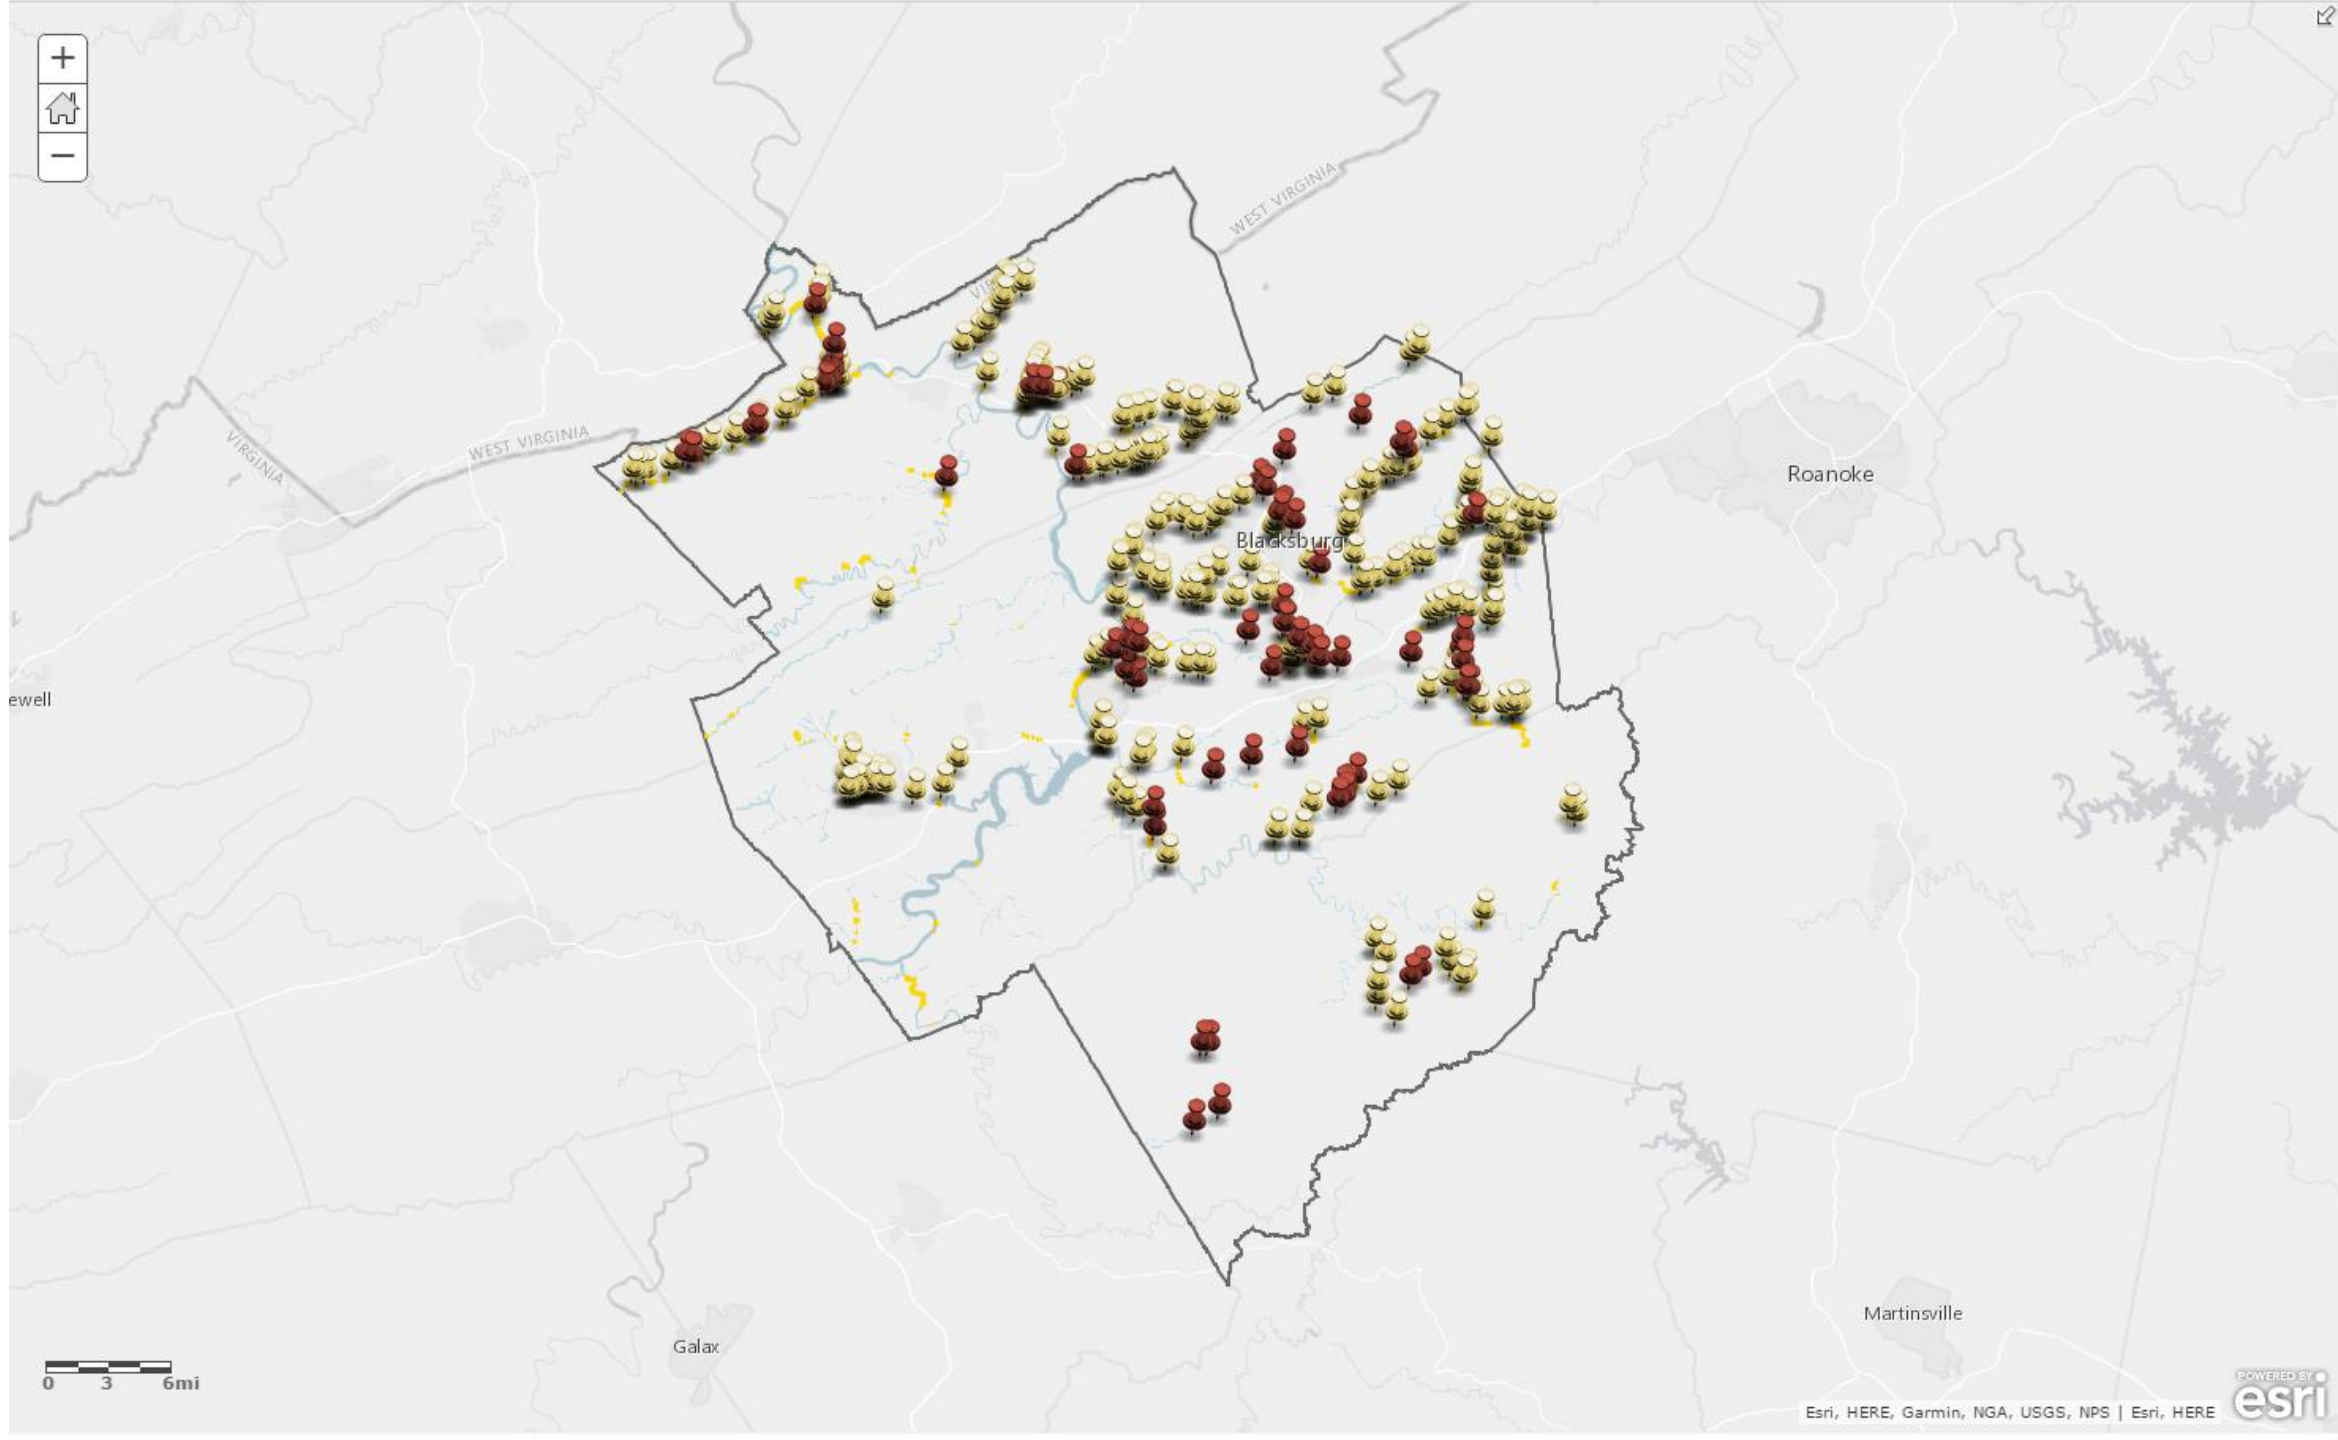 +
−
WEST VIRGINIA
WEST VIRGINIA
VIRGINIA
Roanoke
Blacksburg
ewell
Martinsville
Galax
0 3 6mi
POWERED BY
esri
Esri, HERE, Garmin, NGA, USGS, NPS | Esri, HERE